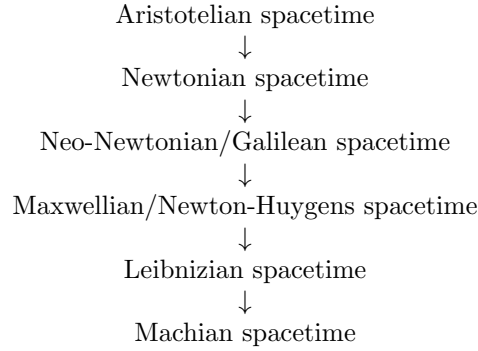 Aristotelian spacetime
↓
Newtonian spacetime
↓
Neo-Newtonian/Galilean spacetime
↓
Maxwellian/Newton-Huygens spacetime
↓
Leibnizian spacetime
↓
Machian spacetime